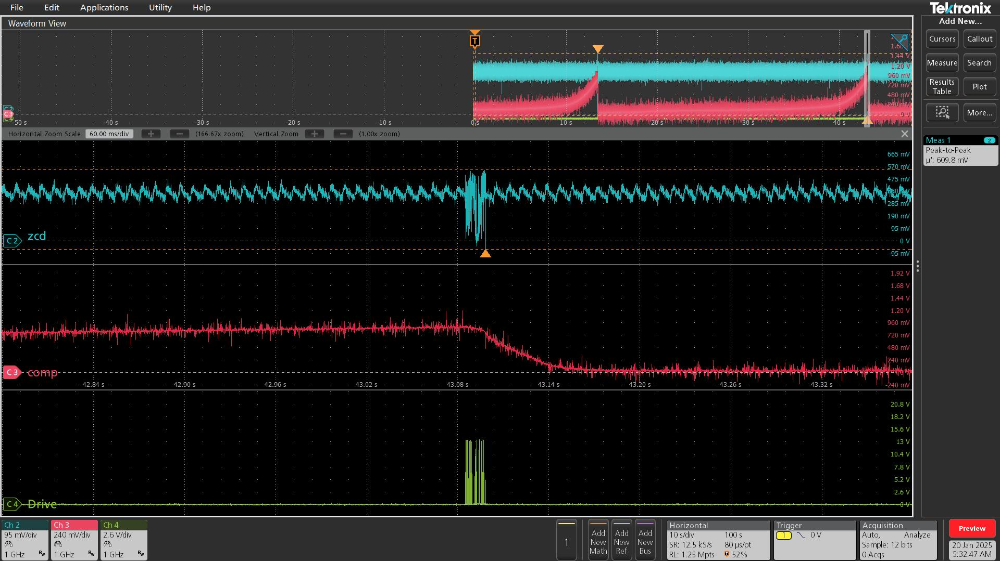 File Edit Applications Utility Help
Tektronix
Waveform View
Add New...
Cursors Callout
Measure Search
Results Table Plot
More...
T
1.44 V
1.20 V
960 mV
720 mV
480 mV
240 mV
0 V
C2
C3
C4
-50 s -40 s -30 s -20 s -10 s 0 s 10 s 20 s 30 s 40 s
Horizontal Zoom Scale 60.00 ms/div + − (166.67x zoom) Vertical Zoom + − (1.00x zoom)
Meas 1 2
Peak-to-Peak
µ': 609.8 mV
665 mV
570 mV
475 mV
380 mV
285 mV
190 mV
95 mV
C 2 zcd
0 V
-95 mV
1.92 V
1.68 V
1.44 V
1.20 V
960 mV
720 mV
480 mV
240 mV
C 3 comp
0 V
42.84 s 42.90 s 42.96 s 43.02 s 43.08 s 43.14 s 43.20 s 43.26 s 43.32 s
-240 mV
20.8 V
18.2 V
15.6 V
13 V
10.4 V
7.8 V
5.2 V
2.6 V
C 4 Drive
0 V
Ch 2
95 mV/div
1 GHz Bw
Ch 3
240 mV/div
1 GHz Bw
Ch 4
2.6 V/div
1 GHz Bw
1
Add New Math
Add New Ref
Add New Bus
Horizontal
10 s/div 100 s
SR: 12.5 kS/s 80 µs/pt
RL: 1.25 Mpts T 52%
Trigger
1 0 V
Acquisition
Auto, Analyze
Sample: 12 bits
0 Acqs
Preview
20 Jan 2025
5:32:47 AM